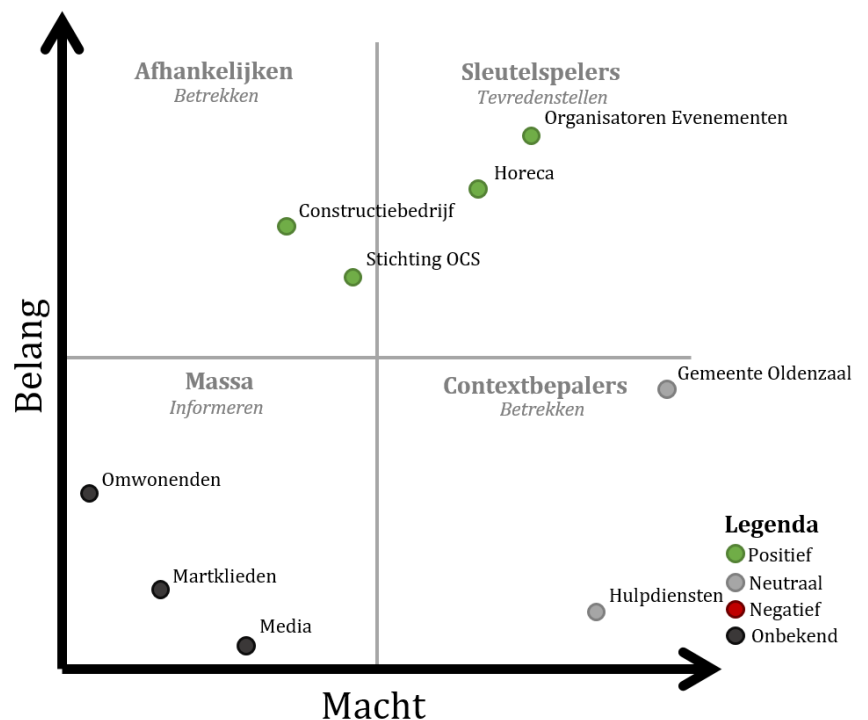 Afhankelijken
Betrekken
Sleutelspelers
Tevredenstellen
Organisatoren Evenementen
Horeca
Constructiebedrijf
Stichting OCS
Belang
Massa
Informeren
Contextbepalers
Betrekken
Gemeente Oldenzaal
Omwonenden
Martklieden
Media
Hulpdiensten
Legenda
Positief
Neutraal
Negatief
Onbekend
Macht